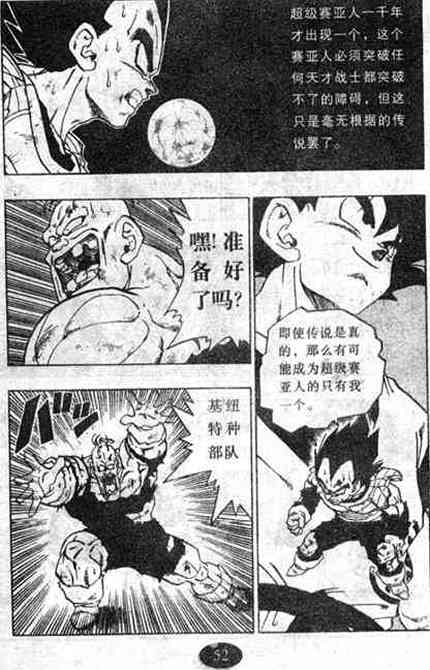 超级赛亚人一千年
才出现一个，这个
赛亚人必须突破任
何天才战士都突破
不了的障碍，但这
只是毫无根据的传
说罢了。
即使传说是真
的，那么有可
能成为超级赛
亚人的只有我
一个。
嘿!准
备好
了吗?
基纽
特种
部队
バッ
52